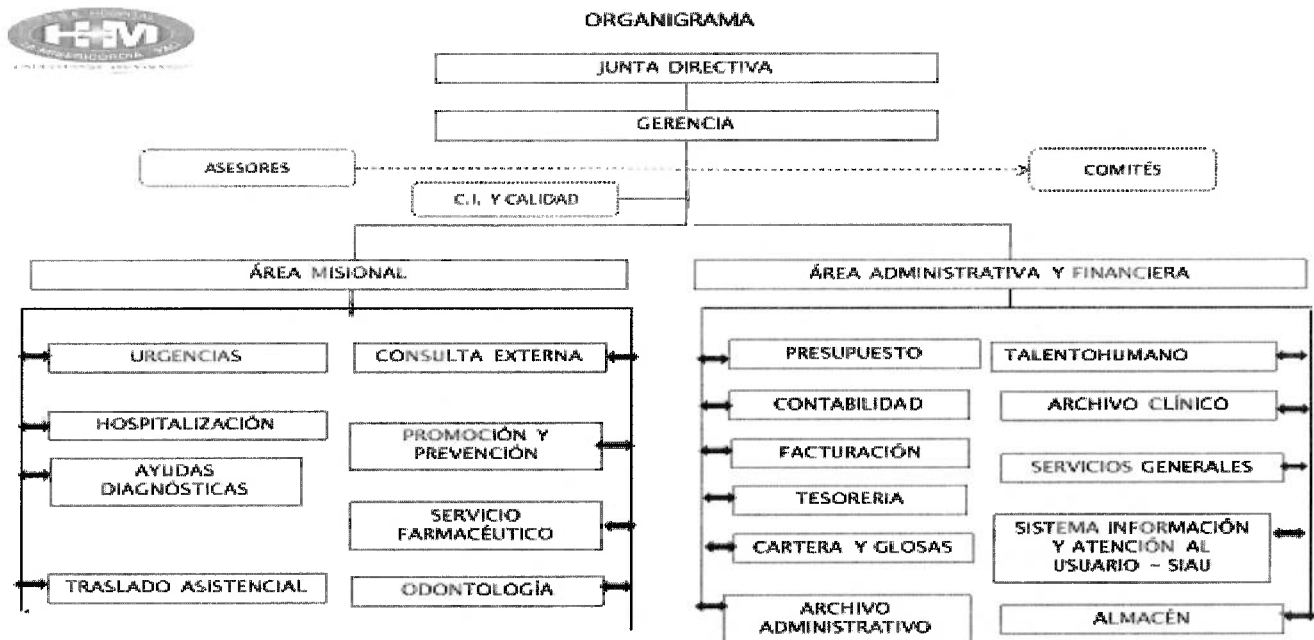 ORGANIGRAMA
H+M
JUNTA DIRECTIVA
GERENCIA
ASESORES
COMITÉS
C.I. Y CALIDAD
ÁREA MISIONAL
ÁREA ADMINISTRATIVA Y FINANCIERA
URGENCIAS
CONSULTA EXTERNA
HOSPITALIZACIÓN
PROMOCIÓN Y
PREVENCIÓN
AYUDAS
DIAGNÓSTICAS
SERVICIO
FARMACÉUTICO
TRASLADO ASISTENCIAL
ODONTOLOGÍA
PRESUPUESTO
TALENTOHUMANO
CONTABILIDAD
ARCHIVO CLÍNICO
FACTURACIÓN
SERVICIOS GENERALES
TESORERIA
SISTEMA INFORMACIÓN
Y ATENCIÓN AL
USUARIO – SIAU
CARTERA Y GLOSAS
ARCHIVO
ADMINISTRATIVO
ALMACÉN